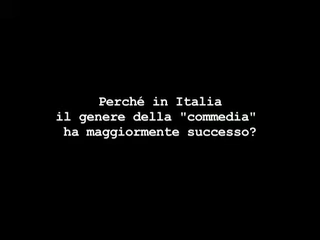 Perché in Italia
il genere della "commedia"
ha maggiormente successo?